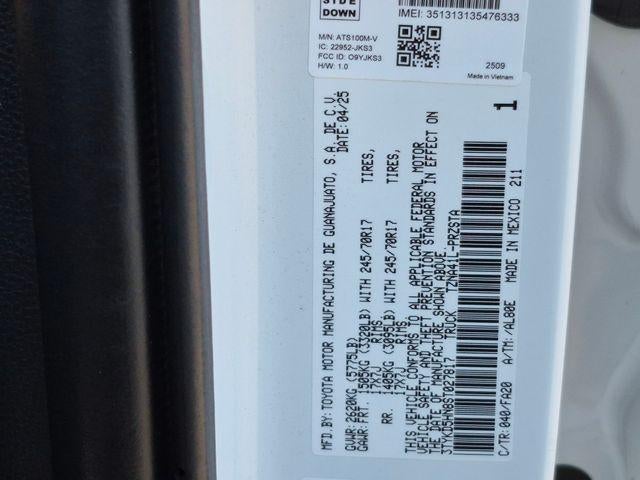 SIDE
DOWN
IMEI: 351313135476333
M/N: ATS100M-V
IC: 22952-JKS3
FCC ID: O9YJKS3
H/W: 1.0
2509
Made in Vietnam
MFD. BY: TOYOTA MOTOR MANUFACTURING DE GUANAJUATO, S.A. DE C.V.
DATE: 04/25
GVWR: 2620KG (5775LB)
GAWR: FRT. 1505KG (3320LB) WITH 245/70R17 TIRES,
17X7J RIMS
RR. 1405KG (3095LB) WITH 245/70R17 TIRES,
17X7J RIMS
THIS VEHICLE CONFORMS TO ALL APPLICABLE FEDERAL MOTOR
VEHICLE SAFETY AND THEFT PREVENTION STANDARDS IN EFFECT ON
THE DATE OF MANUFACTURE SHOWN ABOVE.
3TYKD5HN8ST027817 TRUCK TZNA41L-PRZSTA
C/TR: 040/FA20 A/TM: /AL80E MADE IN MEXICO 211
1